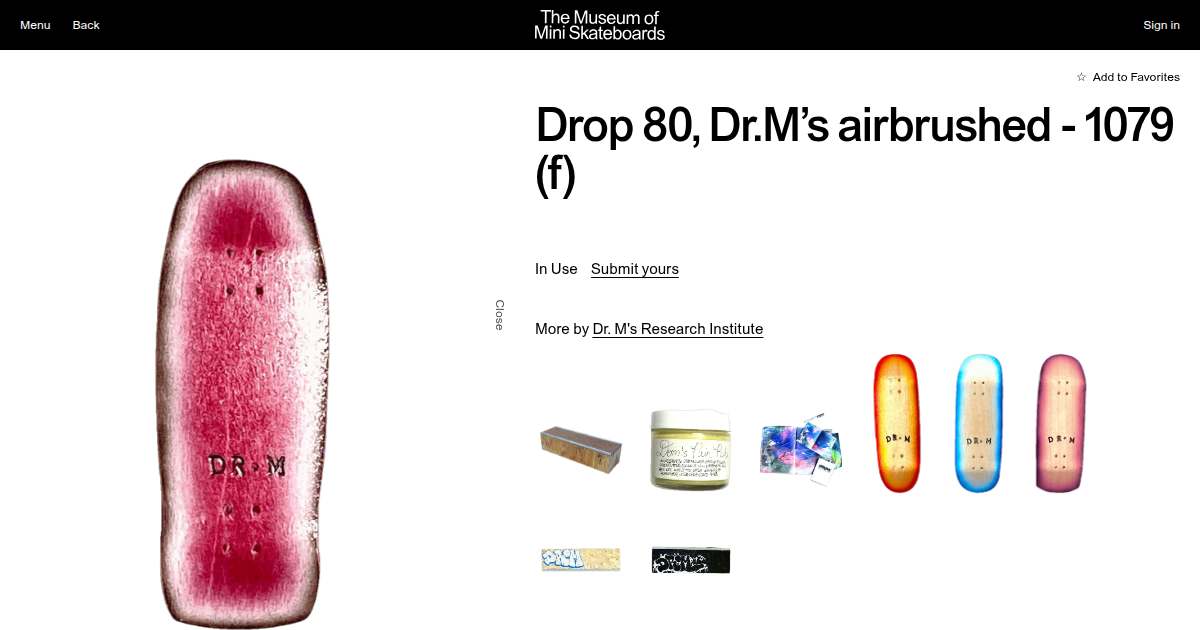 Menu
Back
The Museum of
Mini Skateboards
Sign in
☆ Add to Favorites
Drop 80, Dr.M’s airbrushed - 1079
(f)
In Use
Submit yours
Close
More by Dr. M's Research Institute
DR•M
DR•M
DR•M
DR•M